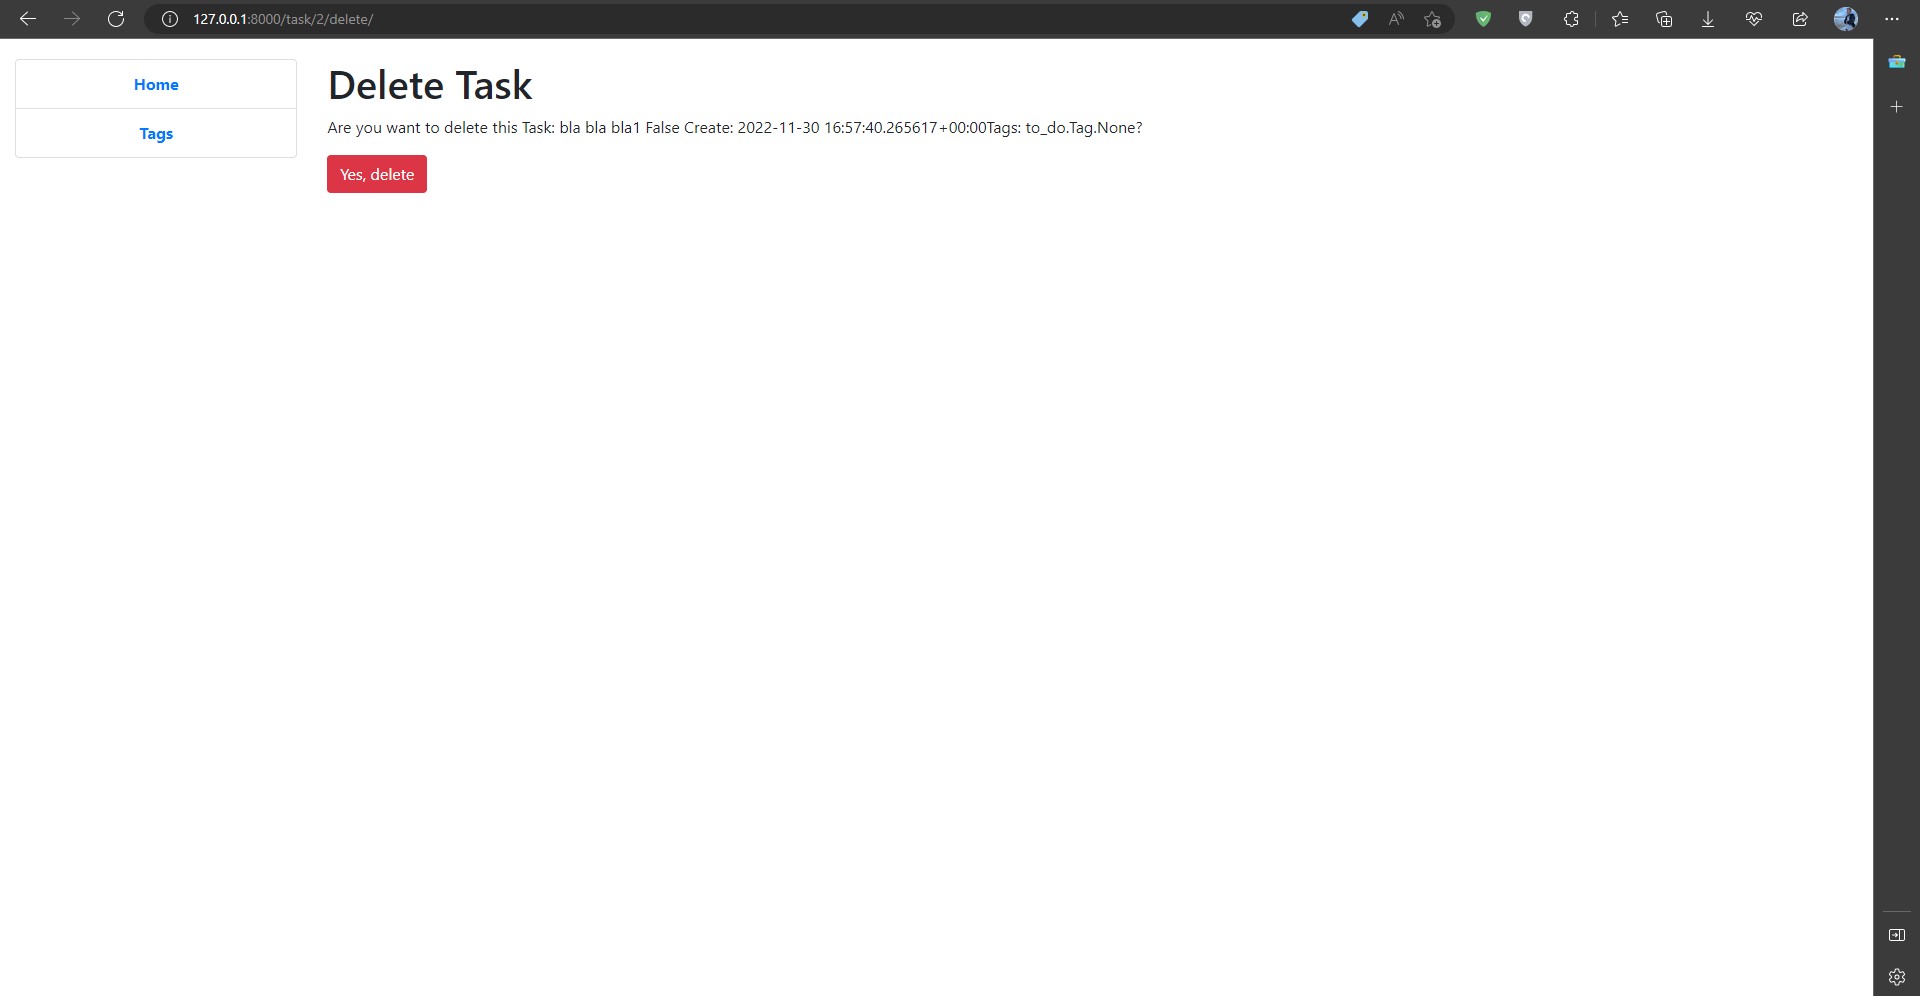 127.0.0.1:8000/task/2/delete/
Home
Tags
Delete Task
Are you want to delete this Task: bla bla bla1 False Create: 2022-11-30 16:57:40.265617+00:00Tags: to_do.Tag.None?
Yes, delete